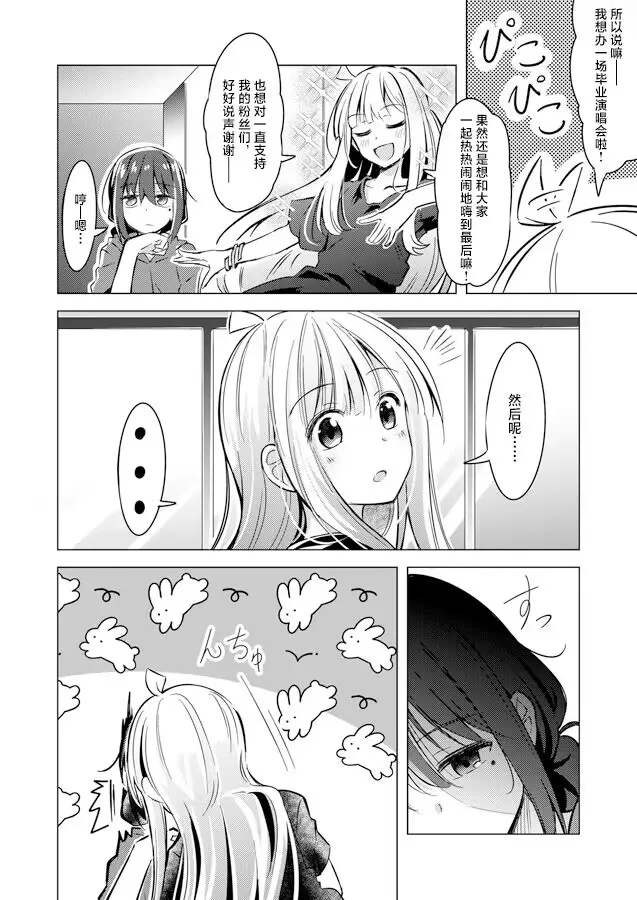 所以说嘛——
我想办一场毕业演唱会啦！
ぴこ
ぴこ
果然还是想和大家
一起热热闹闹地嗨到最后嘛！
也想对一直支持
我的粉丝们，
好好说声谢谢——
哼—嗯……
然后呢……
すっ
んちゅ